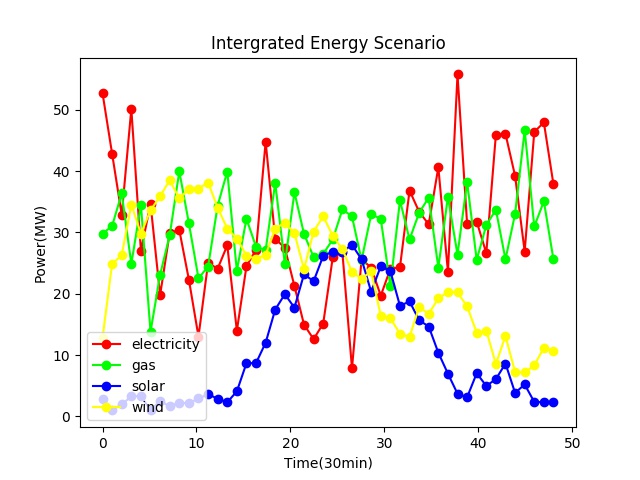 Intergrated Energy Scenario
Power(MW)
50
40
30
20
10
0
electricity
gas
solar
wind
0 10 20 30 40 50
Time(30min)